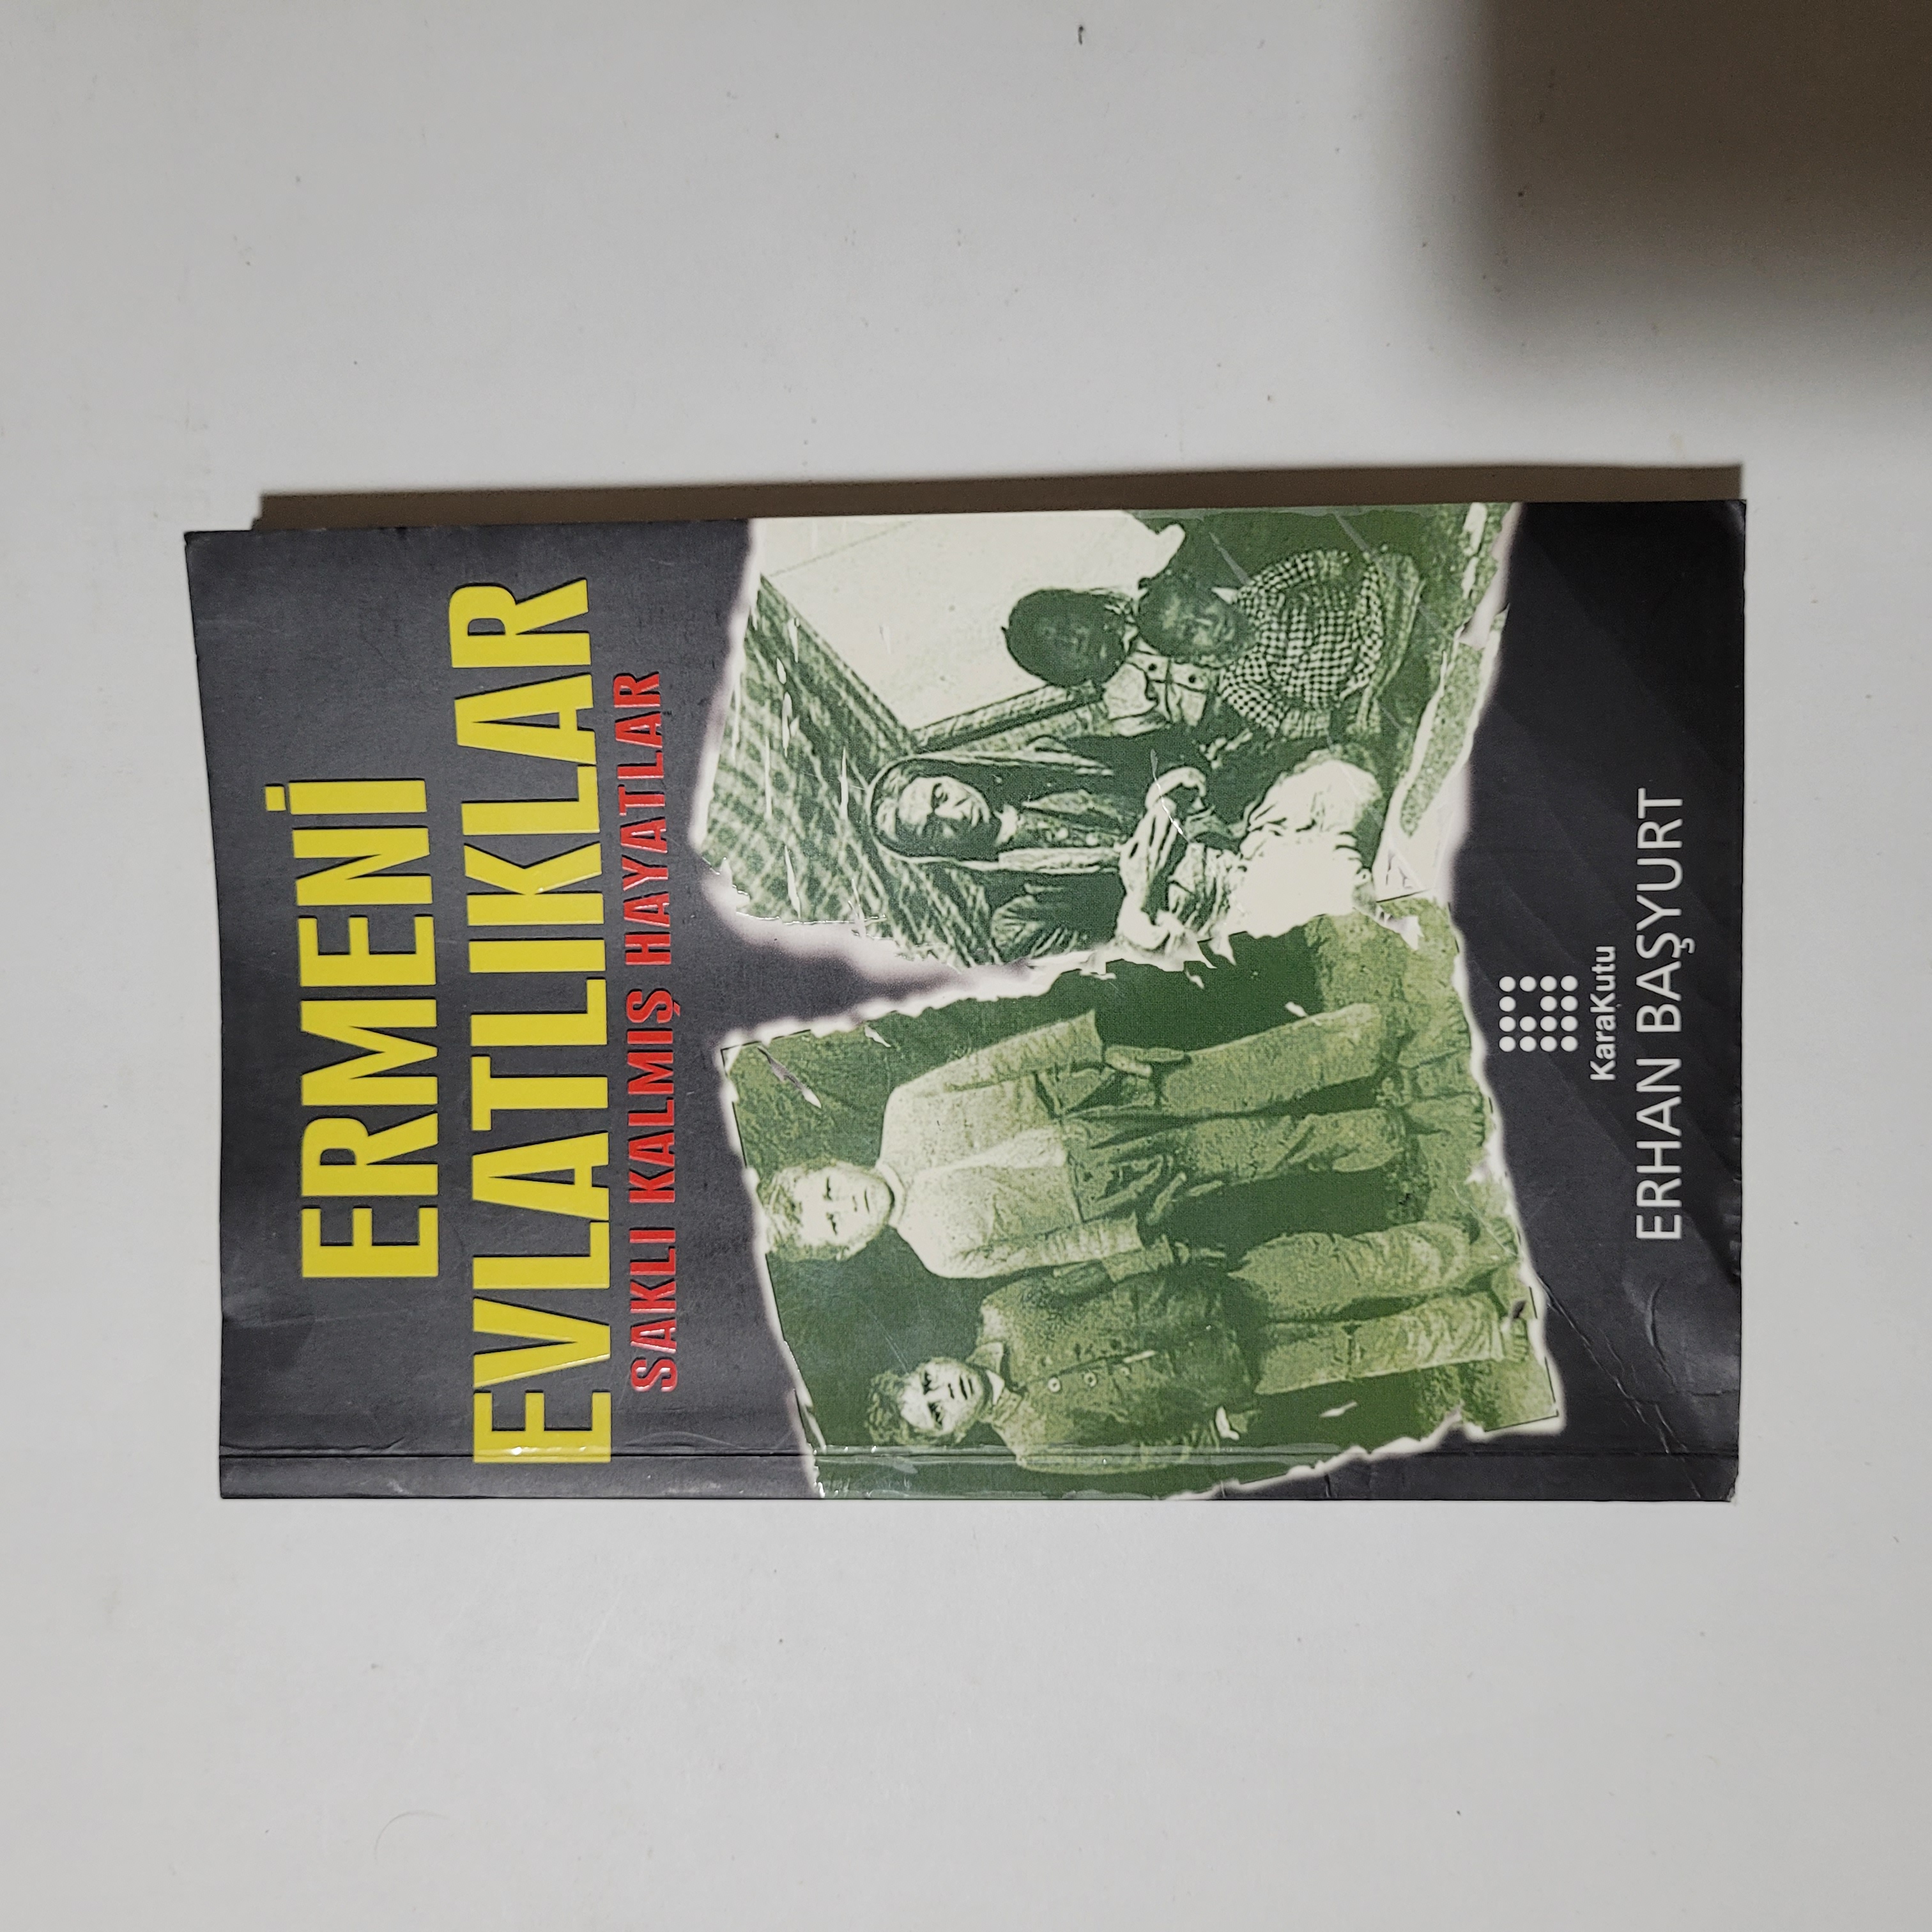 ERMENİ
EVLATLIKLAR
SAKLI KALMIŞ HAYATLAR
KaraKutu
ERHAN BAŞYURT